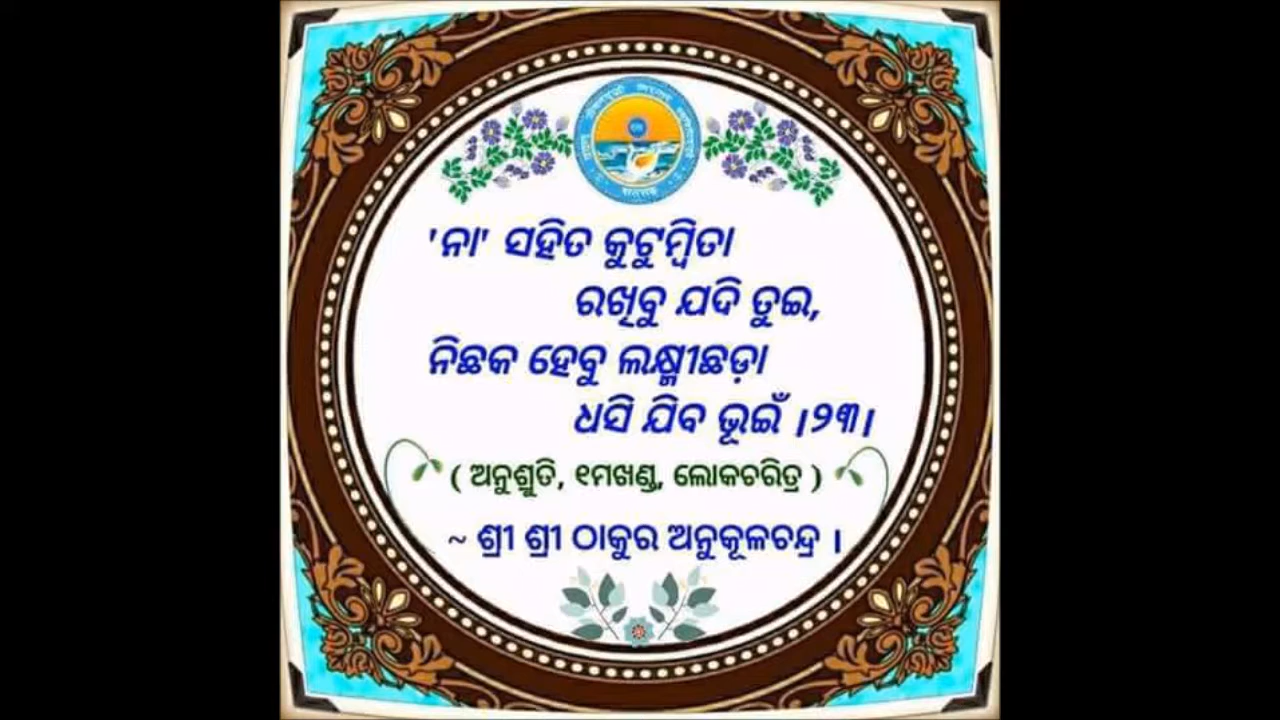 'ନା' ସହିତ କୁଟୁମ୍ବିତା
ରଖିବୁ ଯଦି ତୁଇ,
ନିଛକ ହେବୁ ଲକ୍ଷ୍ମୀଛଡ଼ା
ଧସି ଯିବ ଭୂଇଁ ।୨୩।
( ଅନୁଶ୍ରୁତି, ୧ମଖଣ୍ଡ, ଲୋକଚରିତ୍ର )
~ ଶ୍ରୀ ଶ୍ରୀ ଠାକୁର ଅନୁକୂଳଚନ୍ଦ୍ର ।